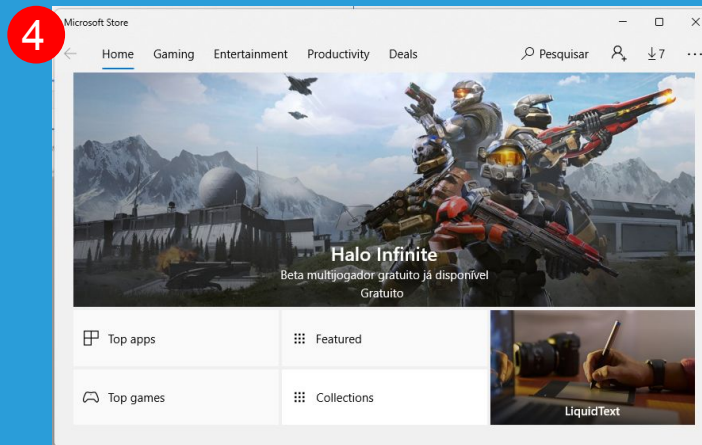 4
Microsoft Store
Home Gaming Entertainment Productivity Deals Pesquisar 7
Halo Infinite
Beta multijogador gratuito já disponível
Gratuito
Top apps Featured
Top games Collections
LiquidText